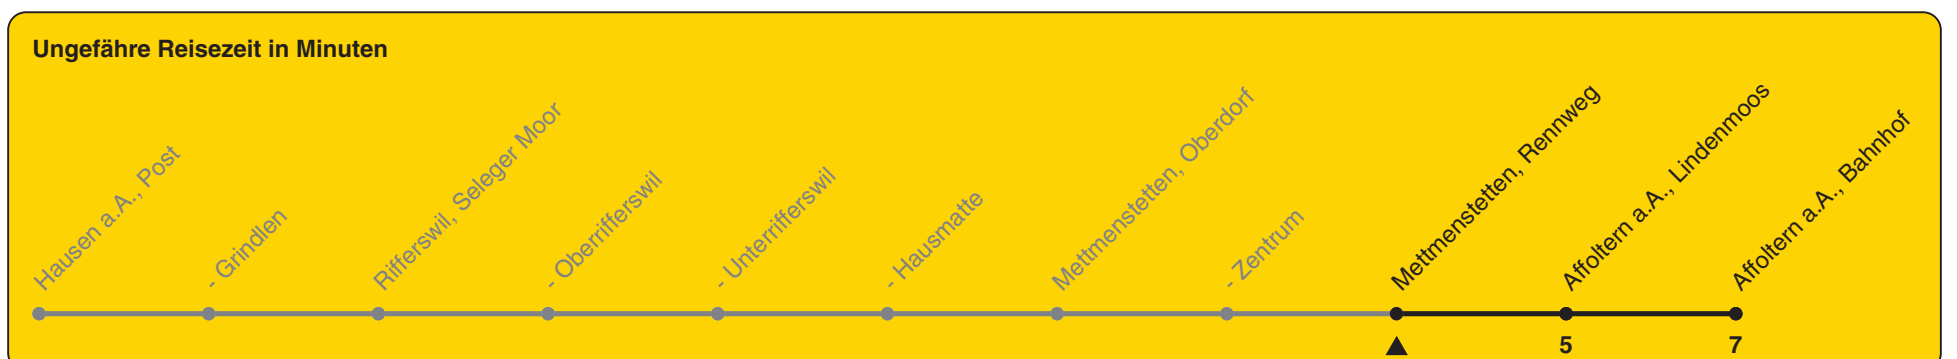 Ungefähre Reisezeit in Minuten
Hausen a.A., Post
- Grindlen
Rifferswil, Seleger Moor
- Oberrifferswil
- Unterrifferswil
- Hausmatte
Mettmenstetten, Oberdorf
- Zentrum
Mettmenstetten, Rennweg
Affoltern a.A., Lindenmoos
Affoltern a.A., Bahnhof
5 7